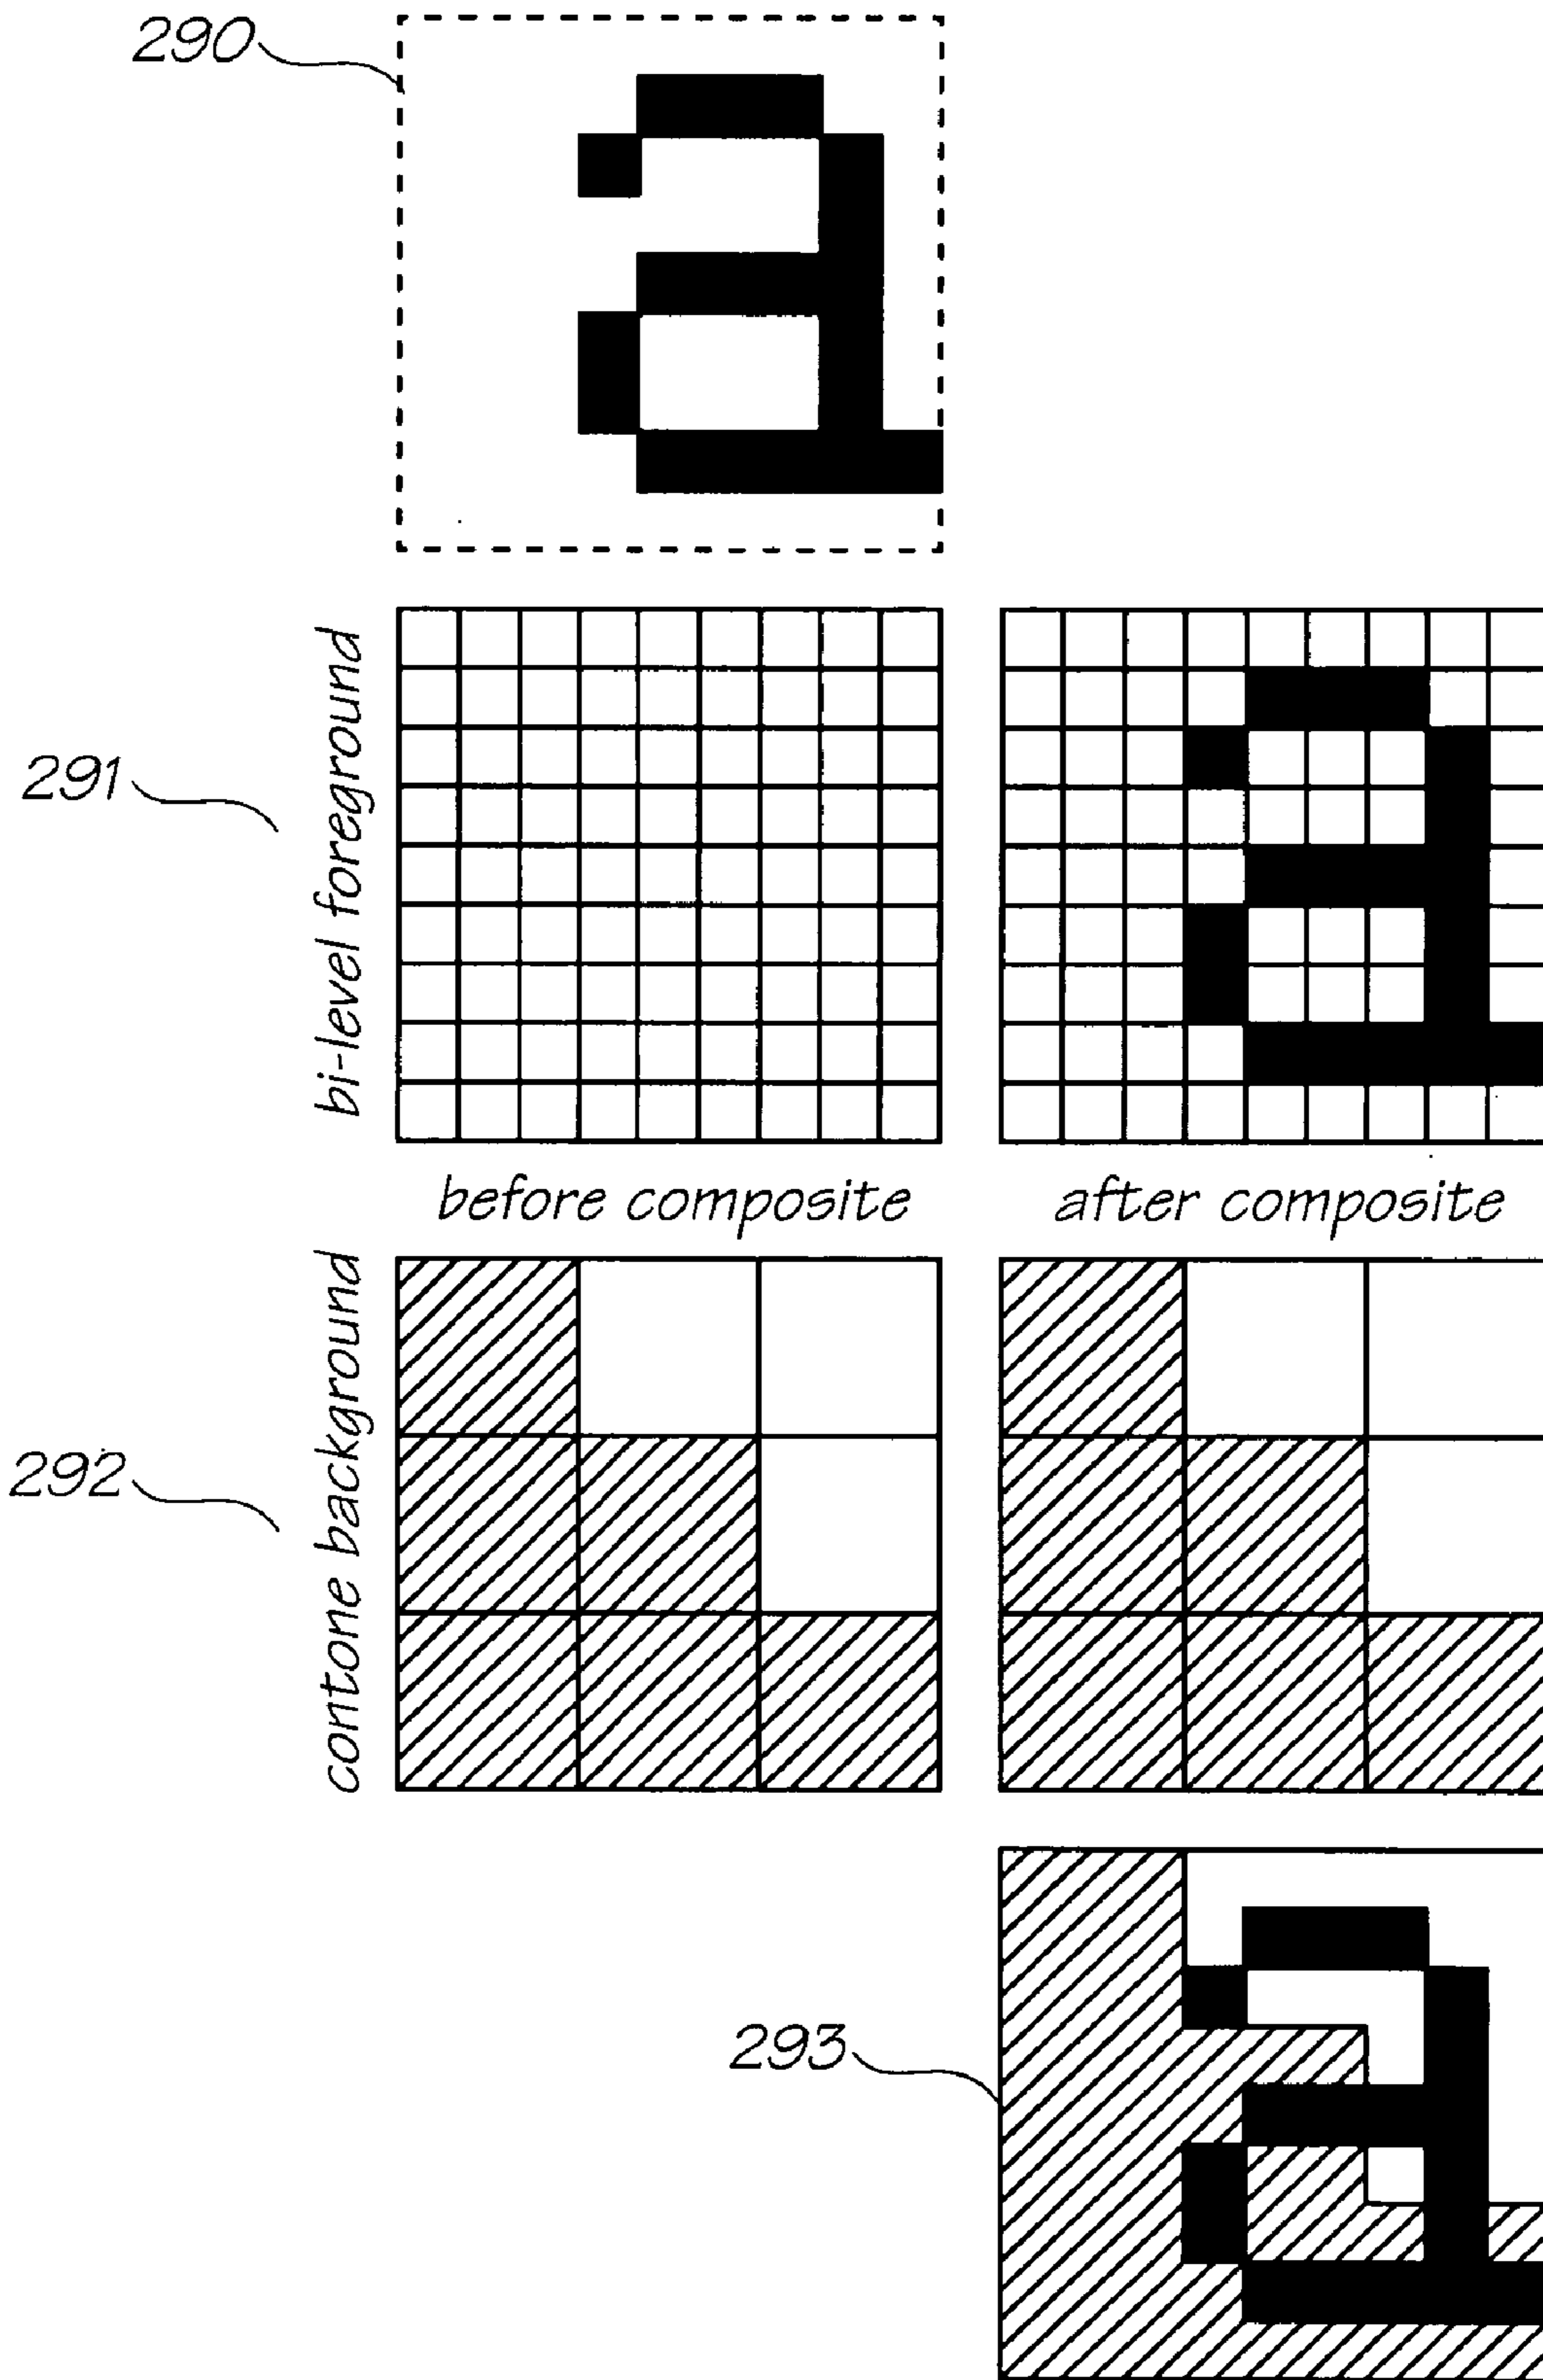 290
a
291
bi-level foreground
before composite
after composite
a
292
contone background
293
a